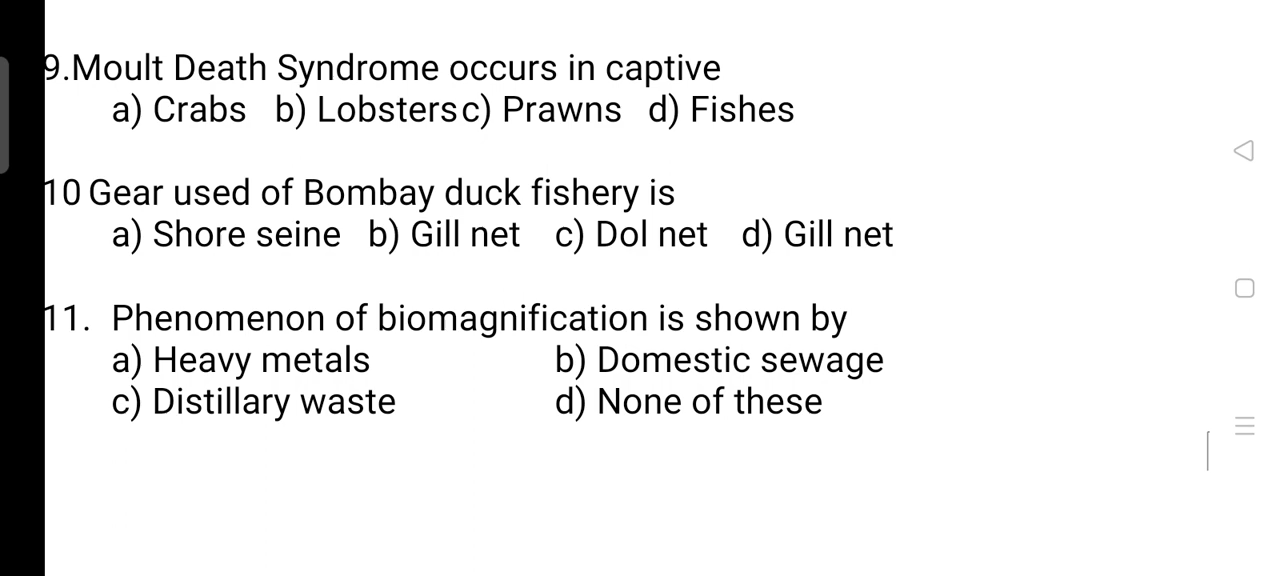 9.Moult Death Syndrome occurs in captive
a) Crabs b) Lobsters c) Prawns d) Fishes
10 Gear used of Bombay duck fishery is
a) Shore seine b) Gill net c) Dol net d) Gill net
11. Phenomenon of biomagnification is shown by
a) Heavy metals b) Domestic sewage
c) Distillary waste d) None of these